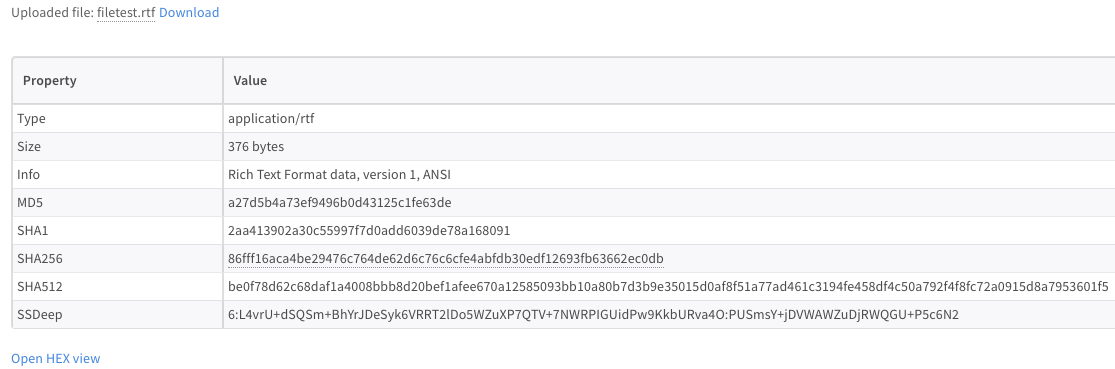 Uploaded file: filetest.rtf Download
Property Value
Type application/rtf
Size 376 bytes
Info Rich Text Format data, version 1, ANSI
MD5 a27d5b4a73ef9496b0d43125c1fe63de
SHA1 2aa413902a30c55997f7d0add6039de78a168091
SHA256 86fff16aca4be29476c764de62d6c76c6cfe4abfdb30edf12693fb63662ec0db
SHA512 be0f78d62c68daf1a4008bbb8d20bef1afee670a12585093bb10a80b7d3b9e35015d0af8f51a77ad461c3194fe458df4c50a792f4f8fc72a0915d8a7953601f5
SSDeep 6:L4vrU+dSQSm+BhYrJDeSyk6VRRT2lDo5WZuXP7QTV+7NWRPIGUidPw9KkbURva4O:PUSmsY+jDVWAWZuDjRWQGU+P5c6N2
Open HEX view